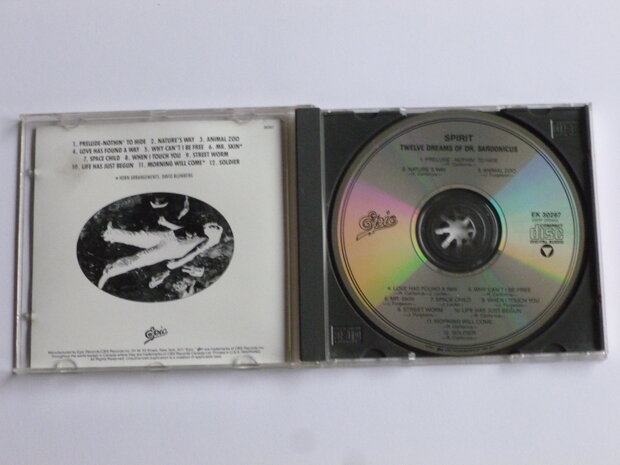 1. PRELUDE-NOTHIN' TO HIDE 2. NATURE'S WAY 3. ANIMAL ZOO
4. LOVE HAS FOUND A WAY 5. WHY CAN'T I BE FREE 6. MR. SKIN*
7. SPACE CHILD 8. WHEN I TOUCH YOU 9. STREET WORM
10. LIFE HAS JUST BEGUN 11. MORNING WILL COME* 12. SOLDIER
* HORN ARRANGEMENTS: DAVID BLUMBERG
Epic
SPIRIT
TWELVE DREAMS OF DR. SARDONICUS
1. PRELUDE - NOTHIN' TO HIDE
2. NATURE'S WAY 3. ANIMAL ZOO
Epic
EK 30267
COMPACT
disc
DIGITAL AUDIO
4. LOVE HAS FOUND A WAY 5. WHY CAN'T I BE FREE
6. MR. SKIN 7. SPACE CHILD 8. WHEN I TOUCH YOU
9. STREET WORM 10. LIFE HAS JUST BEGUN
11. MORNING WILL COME
12. SOLDIER